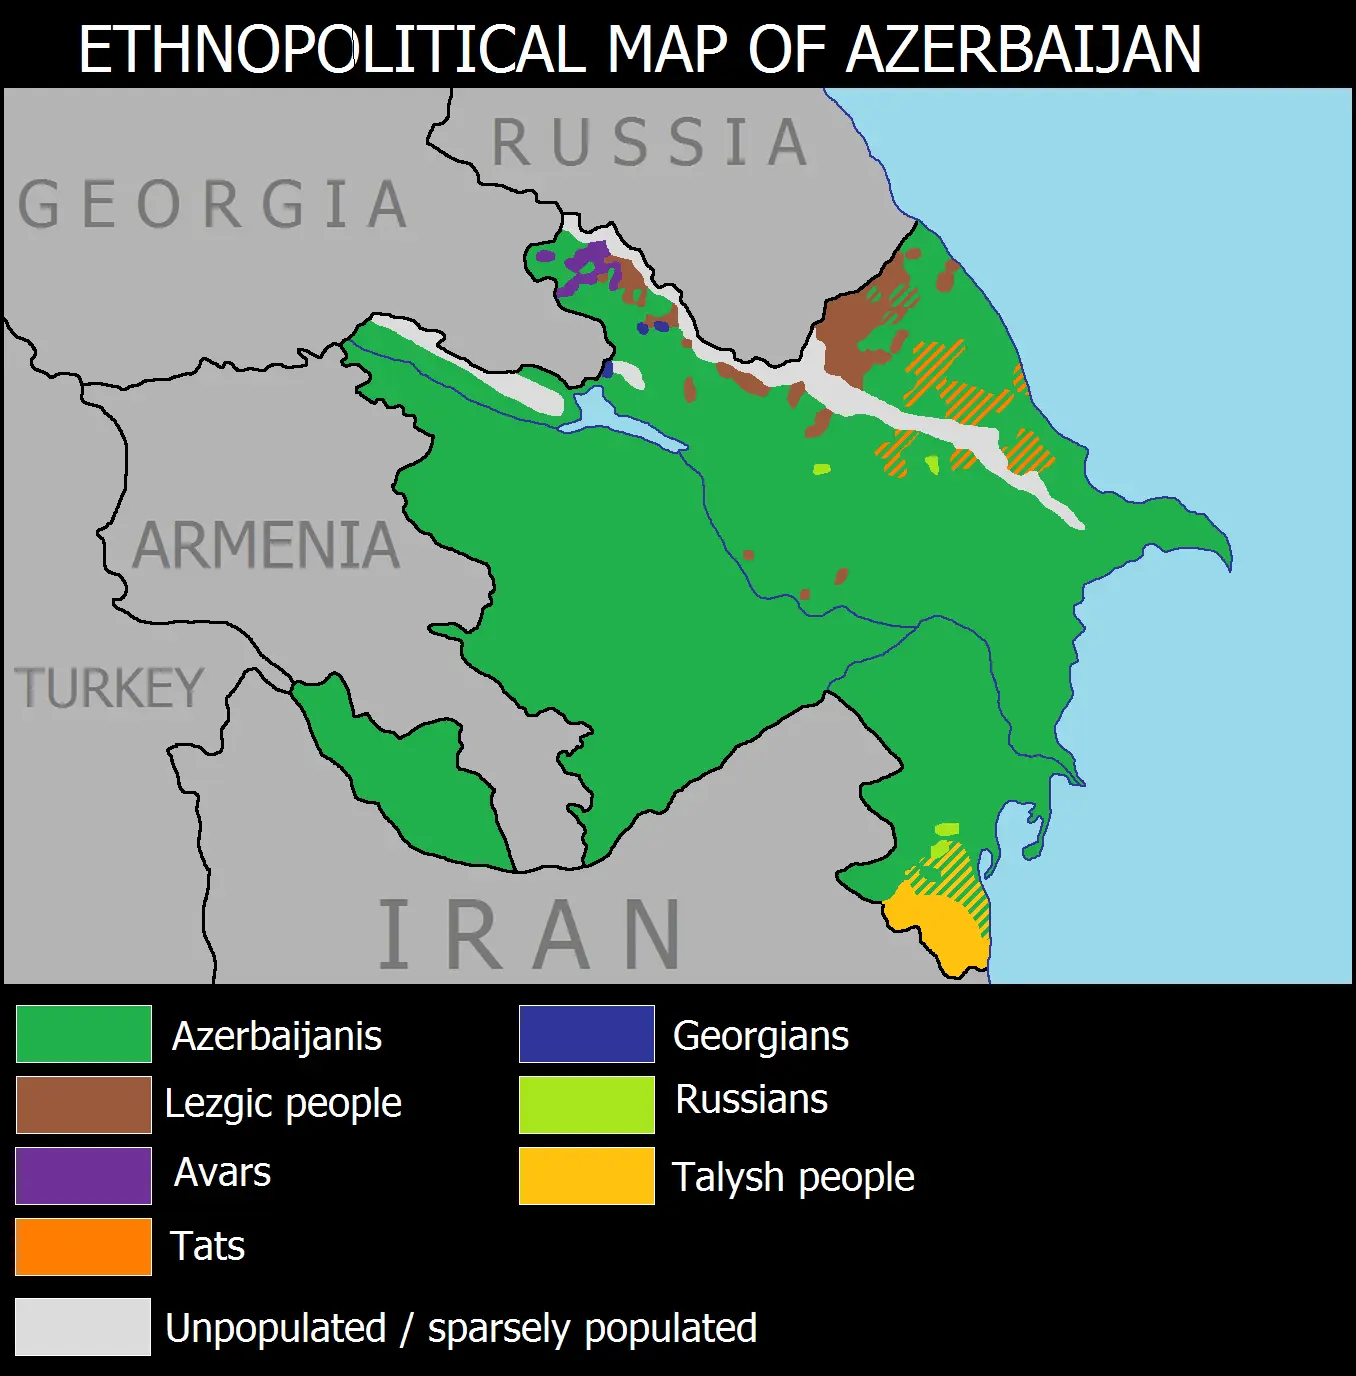 ETHNOPOLITICAL MAP OF AZERBAIJAN
RUSSIA
GEORGIA
ARMENIA
TURKEY
IRAN
Azerbaijanis
Georgians
Lezgic people
Russians
Avars
Talysh people
Tats
Unpopulated / sparsely populated